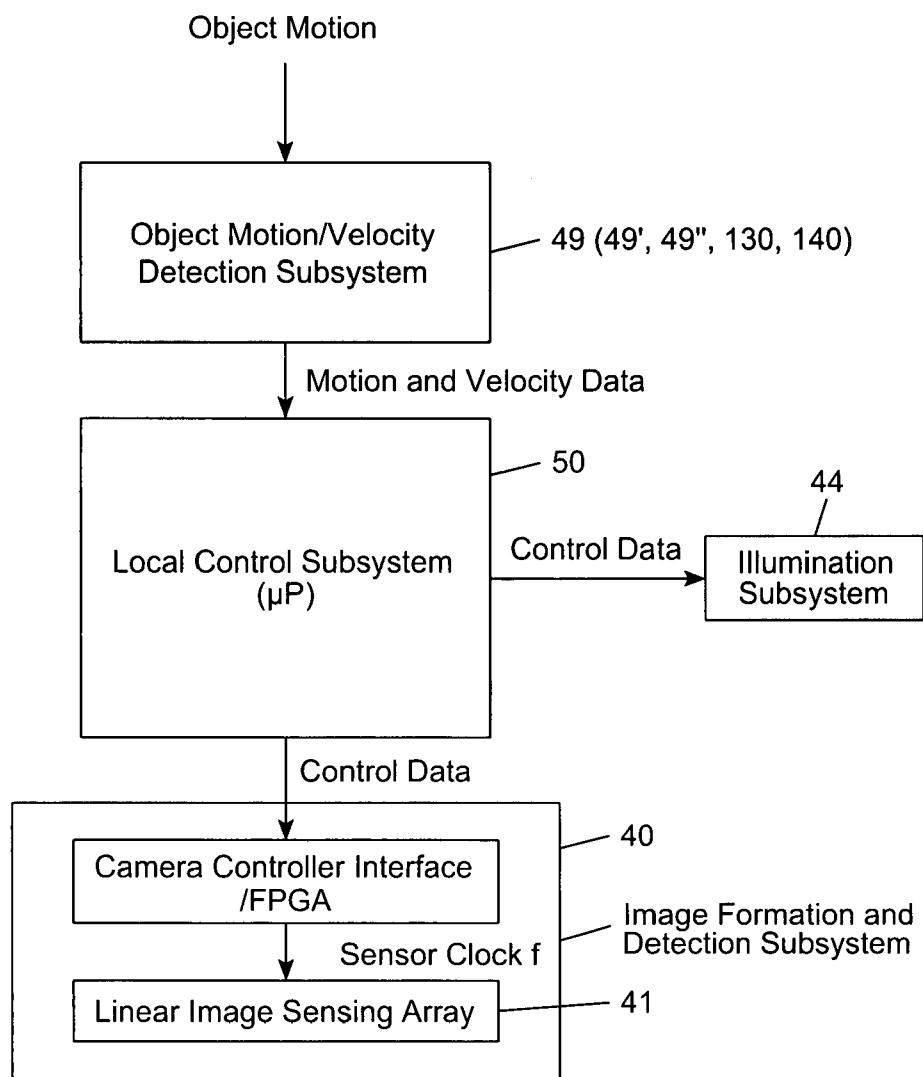 Object Motion
Object Motion/Velocity
Detection Subsystem
49 (49', 49", 130, 140)
Motion and Velocity Data
50
Local Control Subsystem
(µP)
Control Data
44
Illumination
Subsystem
Control Data
40
Camera Controller Interface
/FPGA
Image Formation and
Detection Subsystem
Sensor Clock f
Linear Image Sensing Array
41